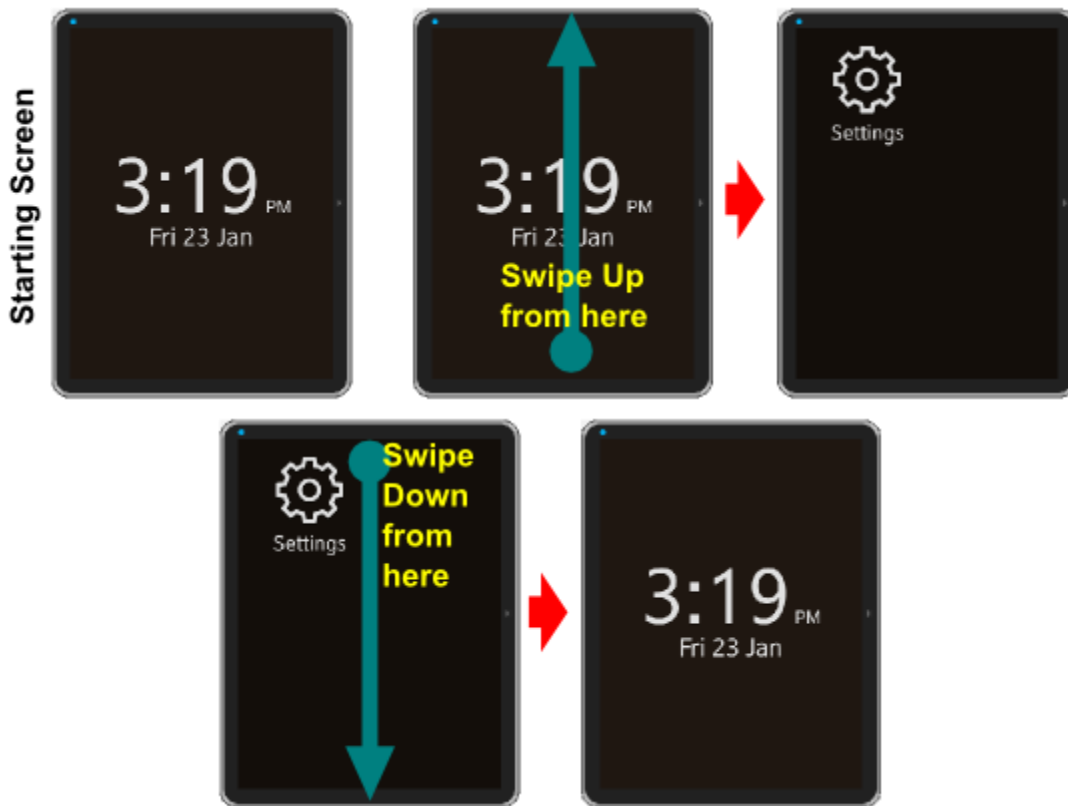 Starting Screen
3:19 PM
Fri 23 Jan
3:19 PM
Fri 23 Jan
Swipe Up
from here
Settings
Settings
Swipe
Down
from
here
3:19 PM
Fri 23 Jan